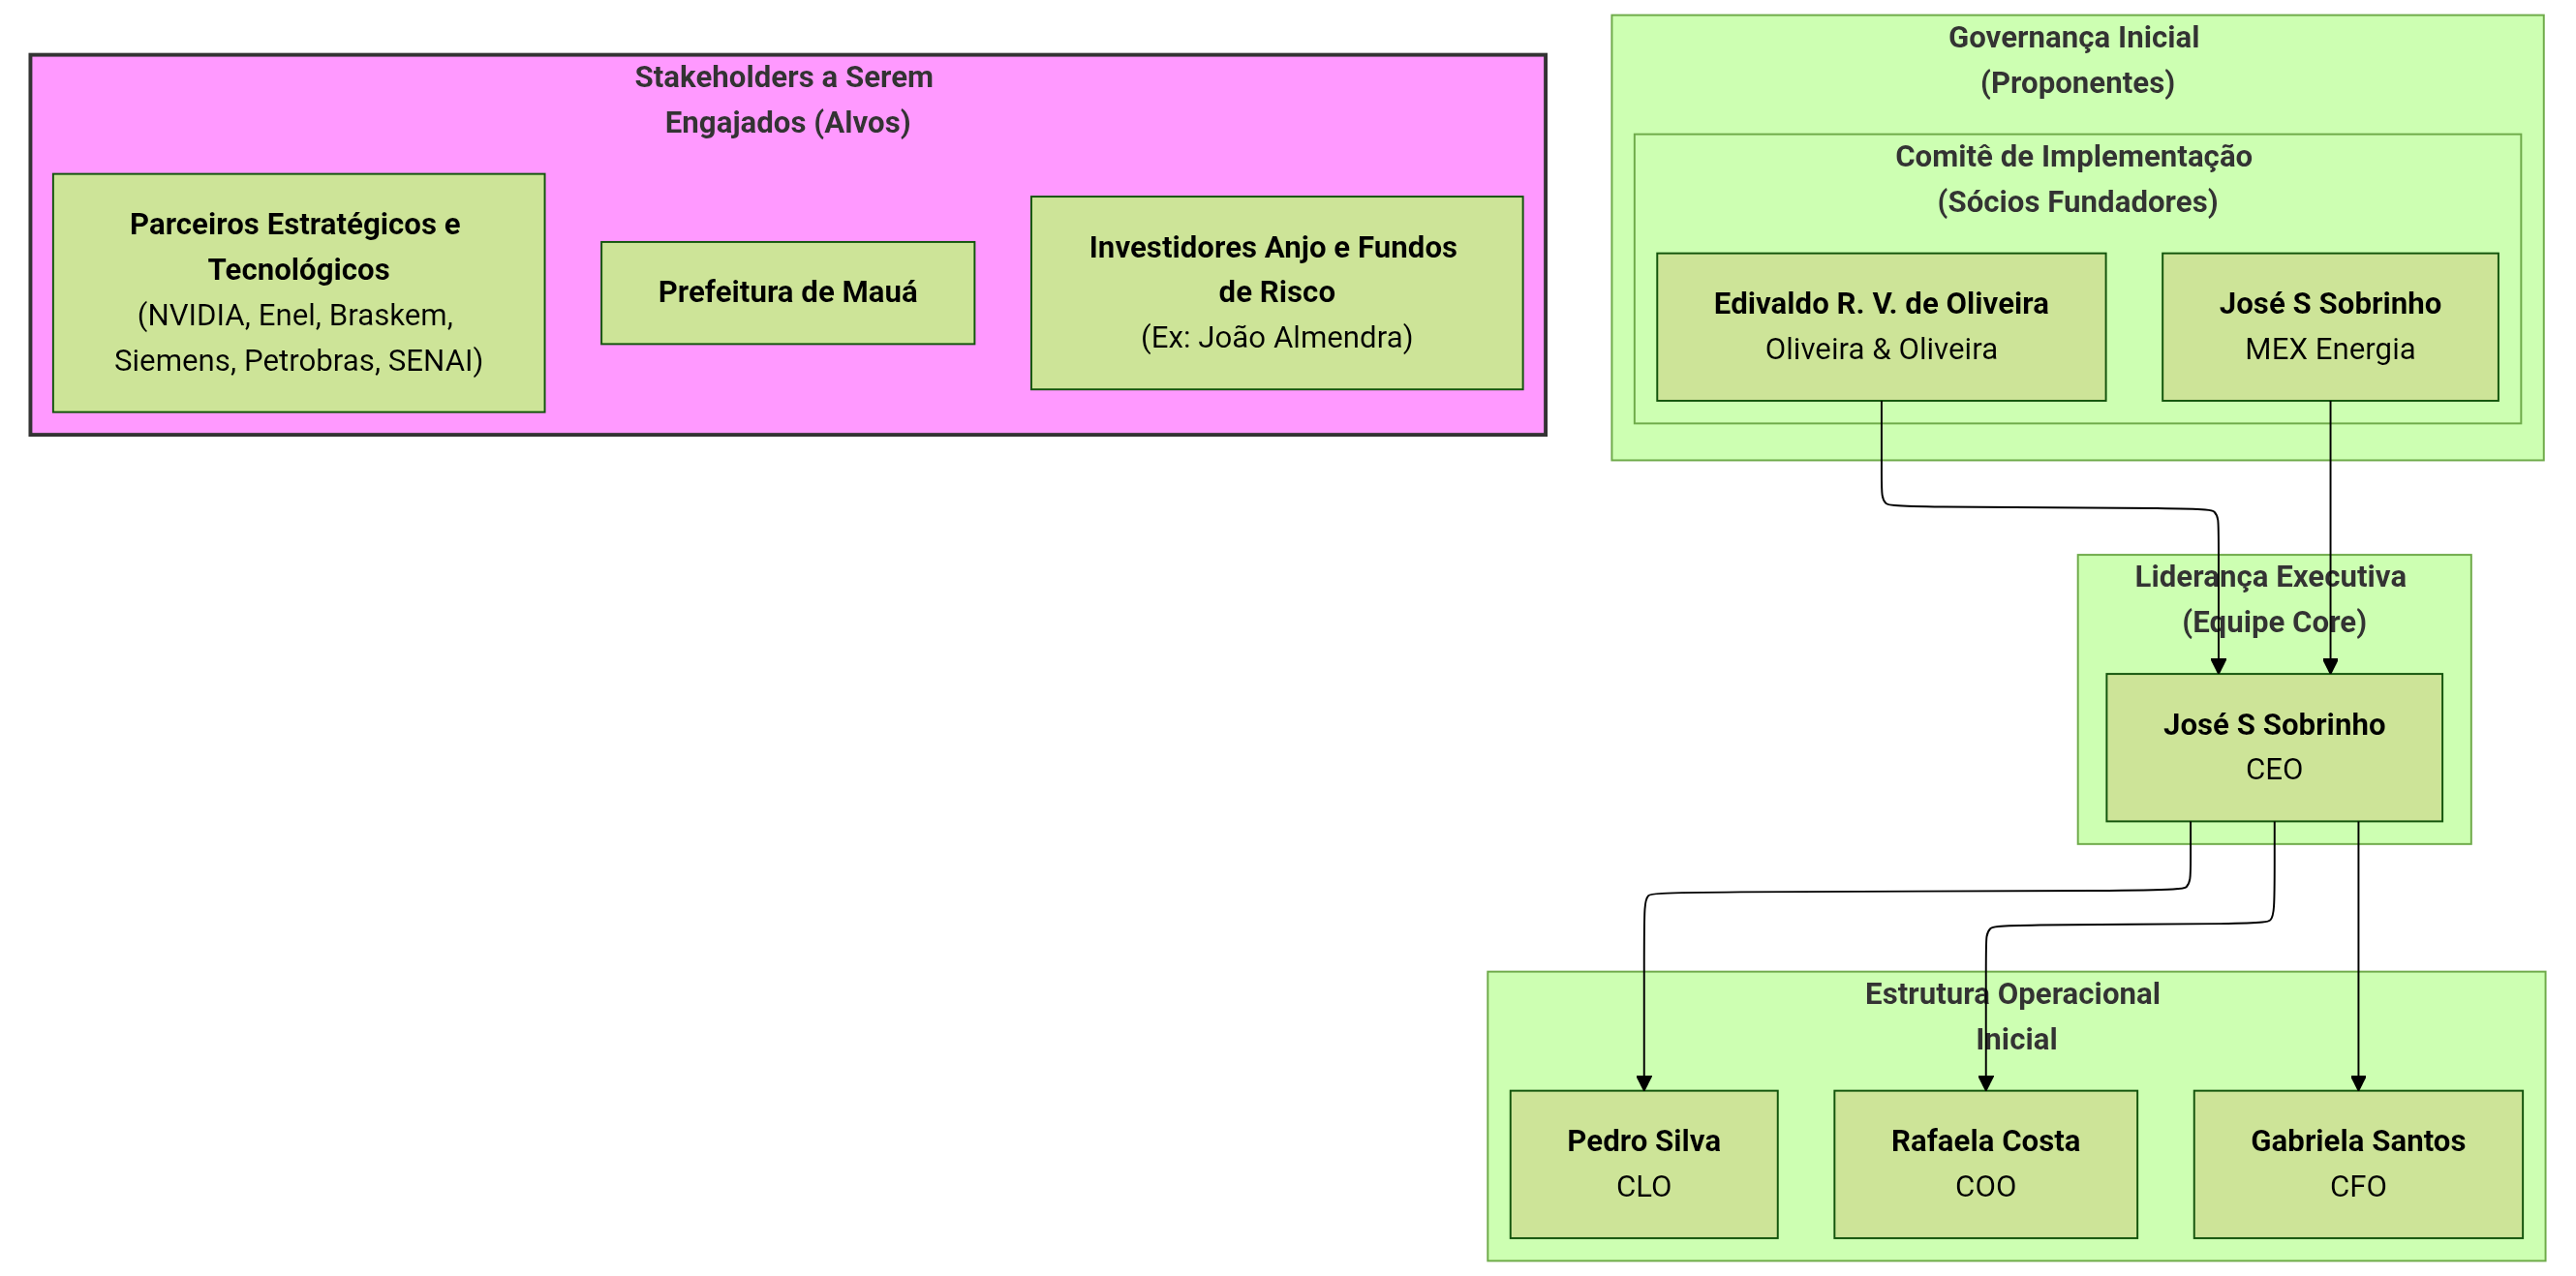 Stakeholders a Serem
Engajados (Alvos)
Parceiros Estratégicos e
Tecnológicos
(NVIDIA, Enel, Braskem,
Siemens, Petrobras, SENAI)
Prefeitura de Mauá
Investidores Anjo e Fundos
de Risco
(Ex: João Almendra)
Governança Inicial
(Proponentes)
Comitê de Implementação
(Sócios Fundadores)
Edivaldo R. V. de Oliveira
Oliveira & Oliveira
José S Sobrinho
MEX Energia
Liderança Executiva
(Equipe Core)
José S Sobrinho
CEO
Estrutura Operacional
Inicial
Pedro Silva
CLO
Rafaela Costa
COO
Gabriela Santos
CFO